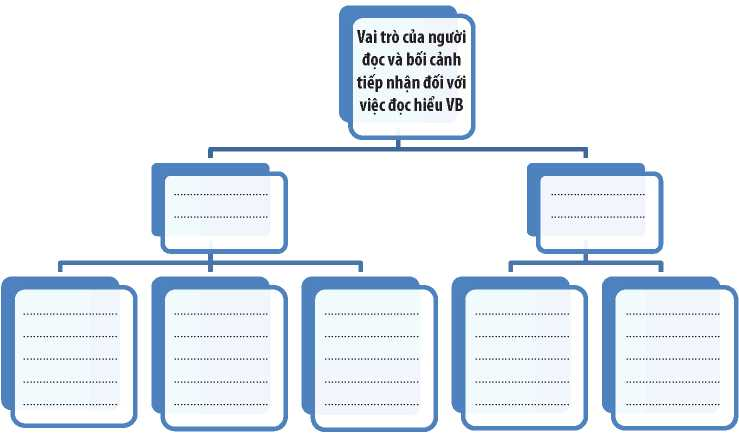 Vai trò của người
đọc và bối cảnh
tiếp nhận đối với
việc đọc hiểu VB